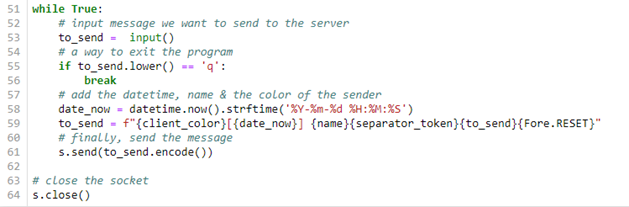 51 while True:
52     # input message we want to send to the server
53     to_send =  input()
54     # a way to exit the program
55     if to_send.lower() == 'q':
56         break
57     # add the datetime, name & the color of the sender
58     date_now = datetime.now().strftime('%Y-%m-%d %H:%M:%S')
59     to_send = f"{client_color}[{date_now}] {name}{separator_token}{to_send}{Fore.RESET}"
60     # finally, send the message
61     s.send(to_send.encode())
62
63 # close the socket
64 s.close()